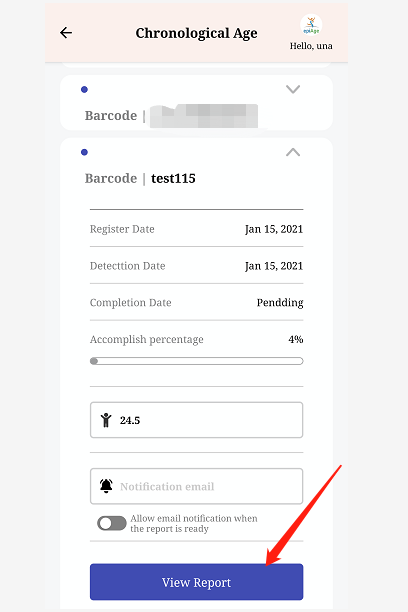 Chronological Age
epiAge
Hello, una
Barcode |
Barcode | test115
Register Date Jan 15, 2021
Detecttion Date Jan 15, 2021
Completion Date Pendding
Accomplish percentage 4%
24.5
Notification email
Allow email notification when
the report is ready
View Report